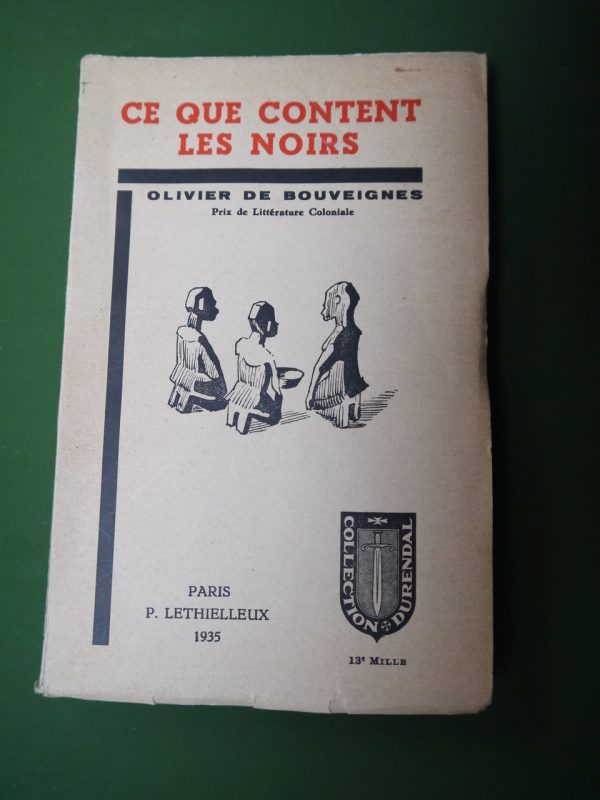 CE QUE CONTENT
LES NOIRS
OLIVIER DE BOUVEIGNES
Prix de Littérature Coloniale
COLLECTION DURENDAL
PARIS
P. LETHIELLEUX
1935
13e MILLE